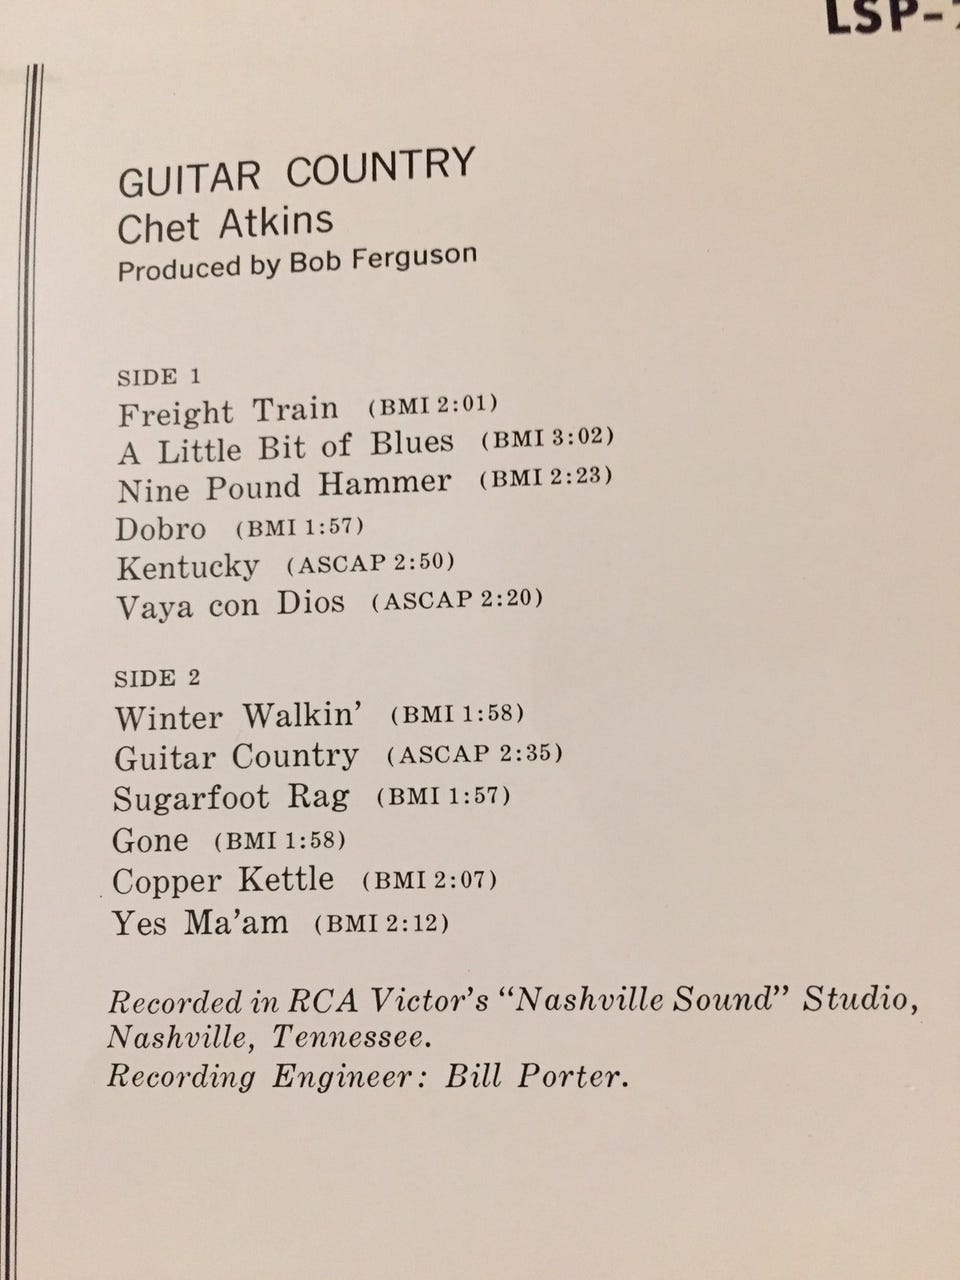 LSP-
GUITAR COUNTRY
Chet Atkins
Produced by Bob Ferguson
SIDE 1
Freight Train (BMI 2:01)
A Little Bit of Blues (BMI 3:02)
Nine Pound Hammer (BMI 2:23)
Dobro (BMI 1:57)
Kentucky (ASCAP 2:50)
Vaya con Dios (ASCAP 2:20)
SIDE 2
Winter Walkin’ (BMI 1:58)
Guitar Country (ASCAP 2:35)
Sugarfoot Rag (BMI 1:57)
Gone (BMI 1:58)
Copper Kettle (BMI 2:07)
Yes Ma’am (BMI 2:12)
Recorded in RCA Victor’s “Nashville Sound” Studio,
Nashville, Tennessee.
Recording Engineer: Bill Porter.